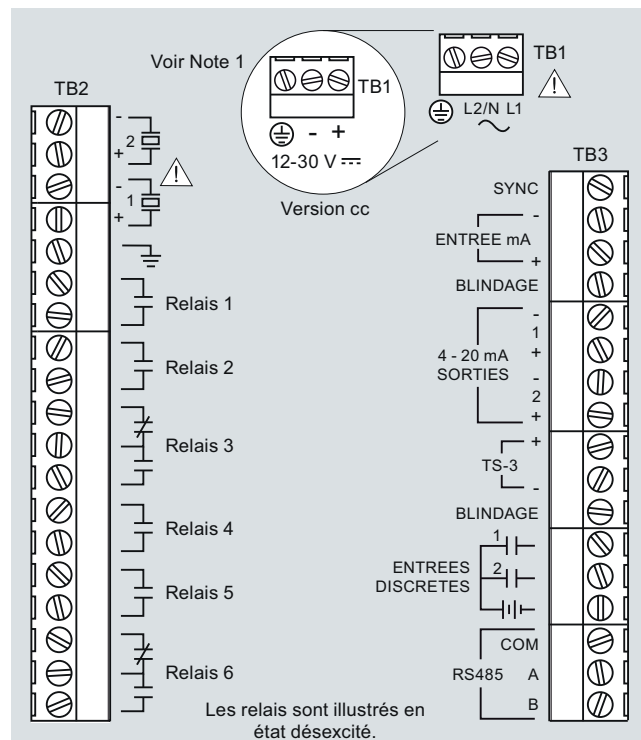 Voir Note 1
TB1
- +
12-30 V
Version cc
TB1
L2/N L1
TB2
-
2
+
-
1
+
Relais 1
Relais 2
Relais 3
Relais 4
Relais 5
Relais 6
Les relais sont illustrés en
état désexcité.
TB3
SYNC
-
ENTREE mA
+
BLINDAGE
-
1
+
4 - 20 mA
SORTIES
-
2
+
+
TS-3
-
BLINDAGE
1
ENTREES
DISCRETES
2
COM
RS485 A
B